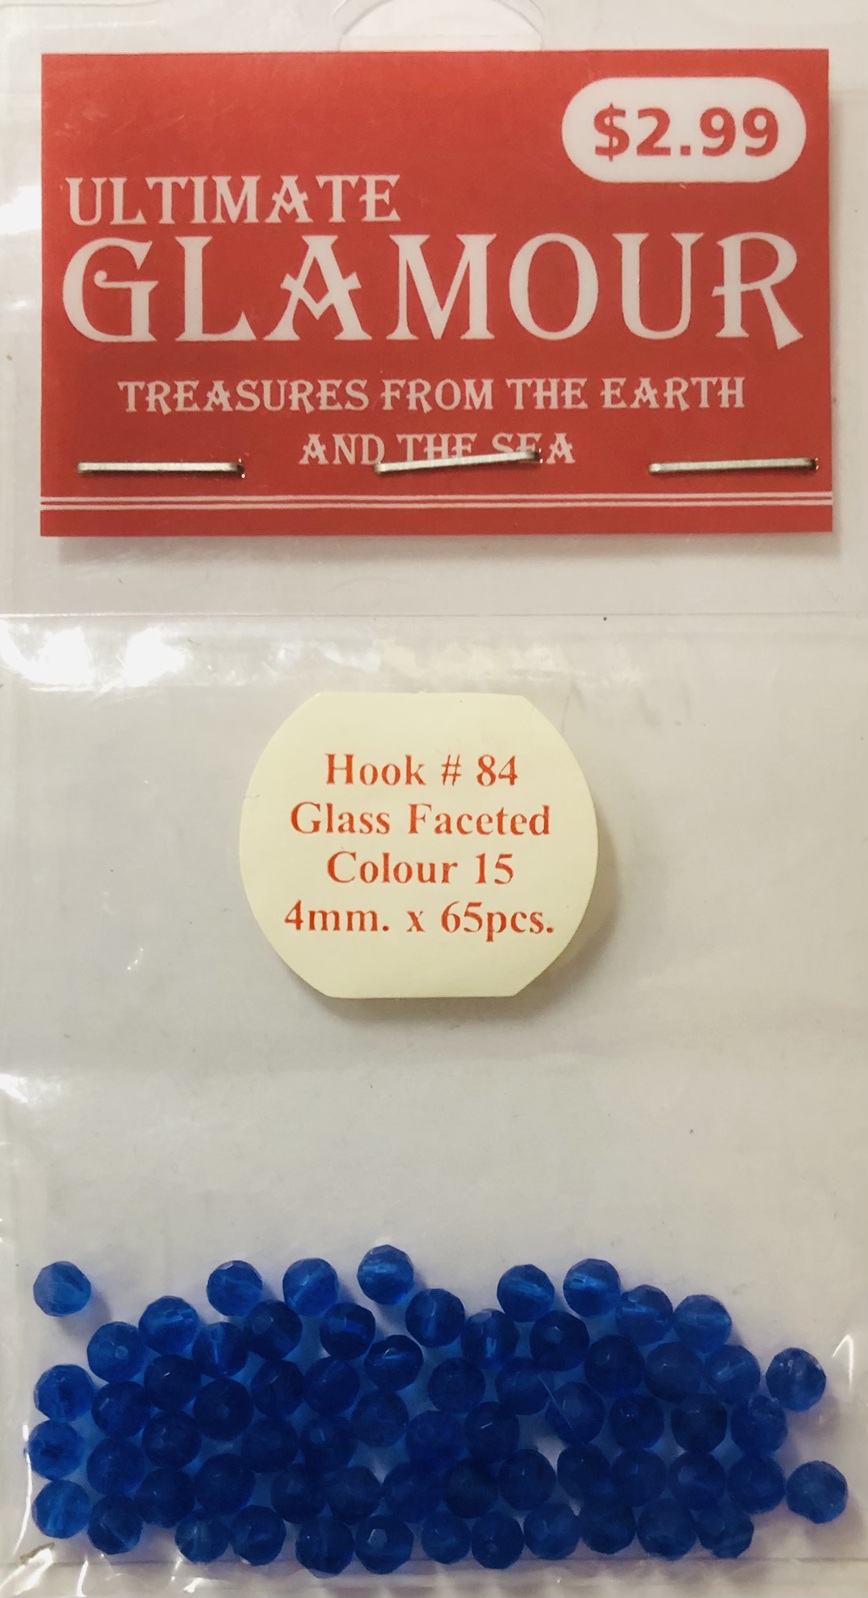 $2.99
ULTIMATE
GLAMOUR
TREASURES FROM THE EARTH
AND THE SEA
Hook # 84
Glass Faceted
Colour 15
4mm. x 65pcs.